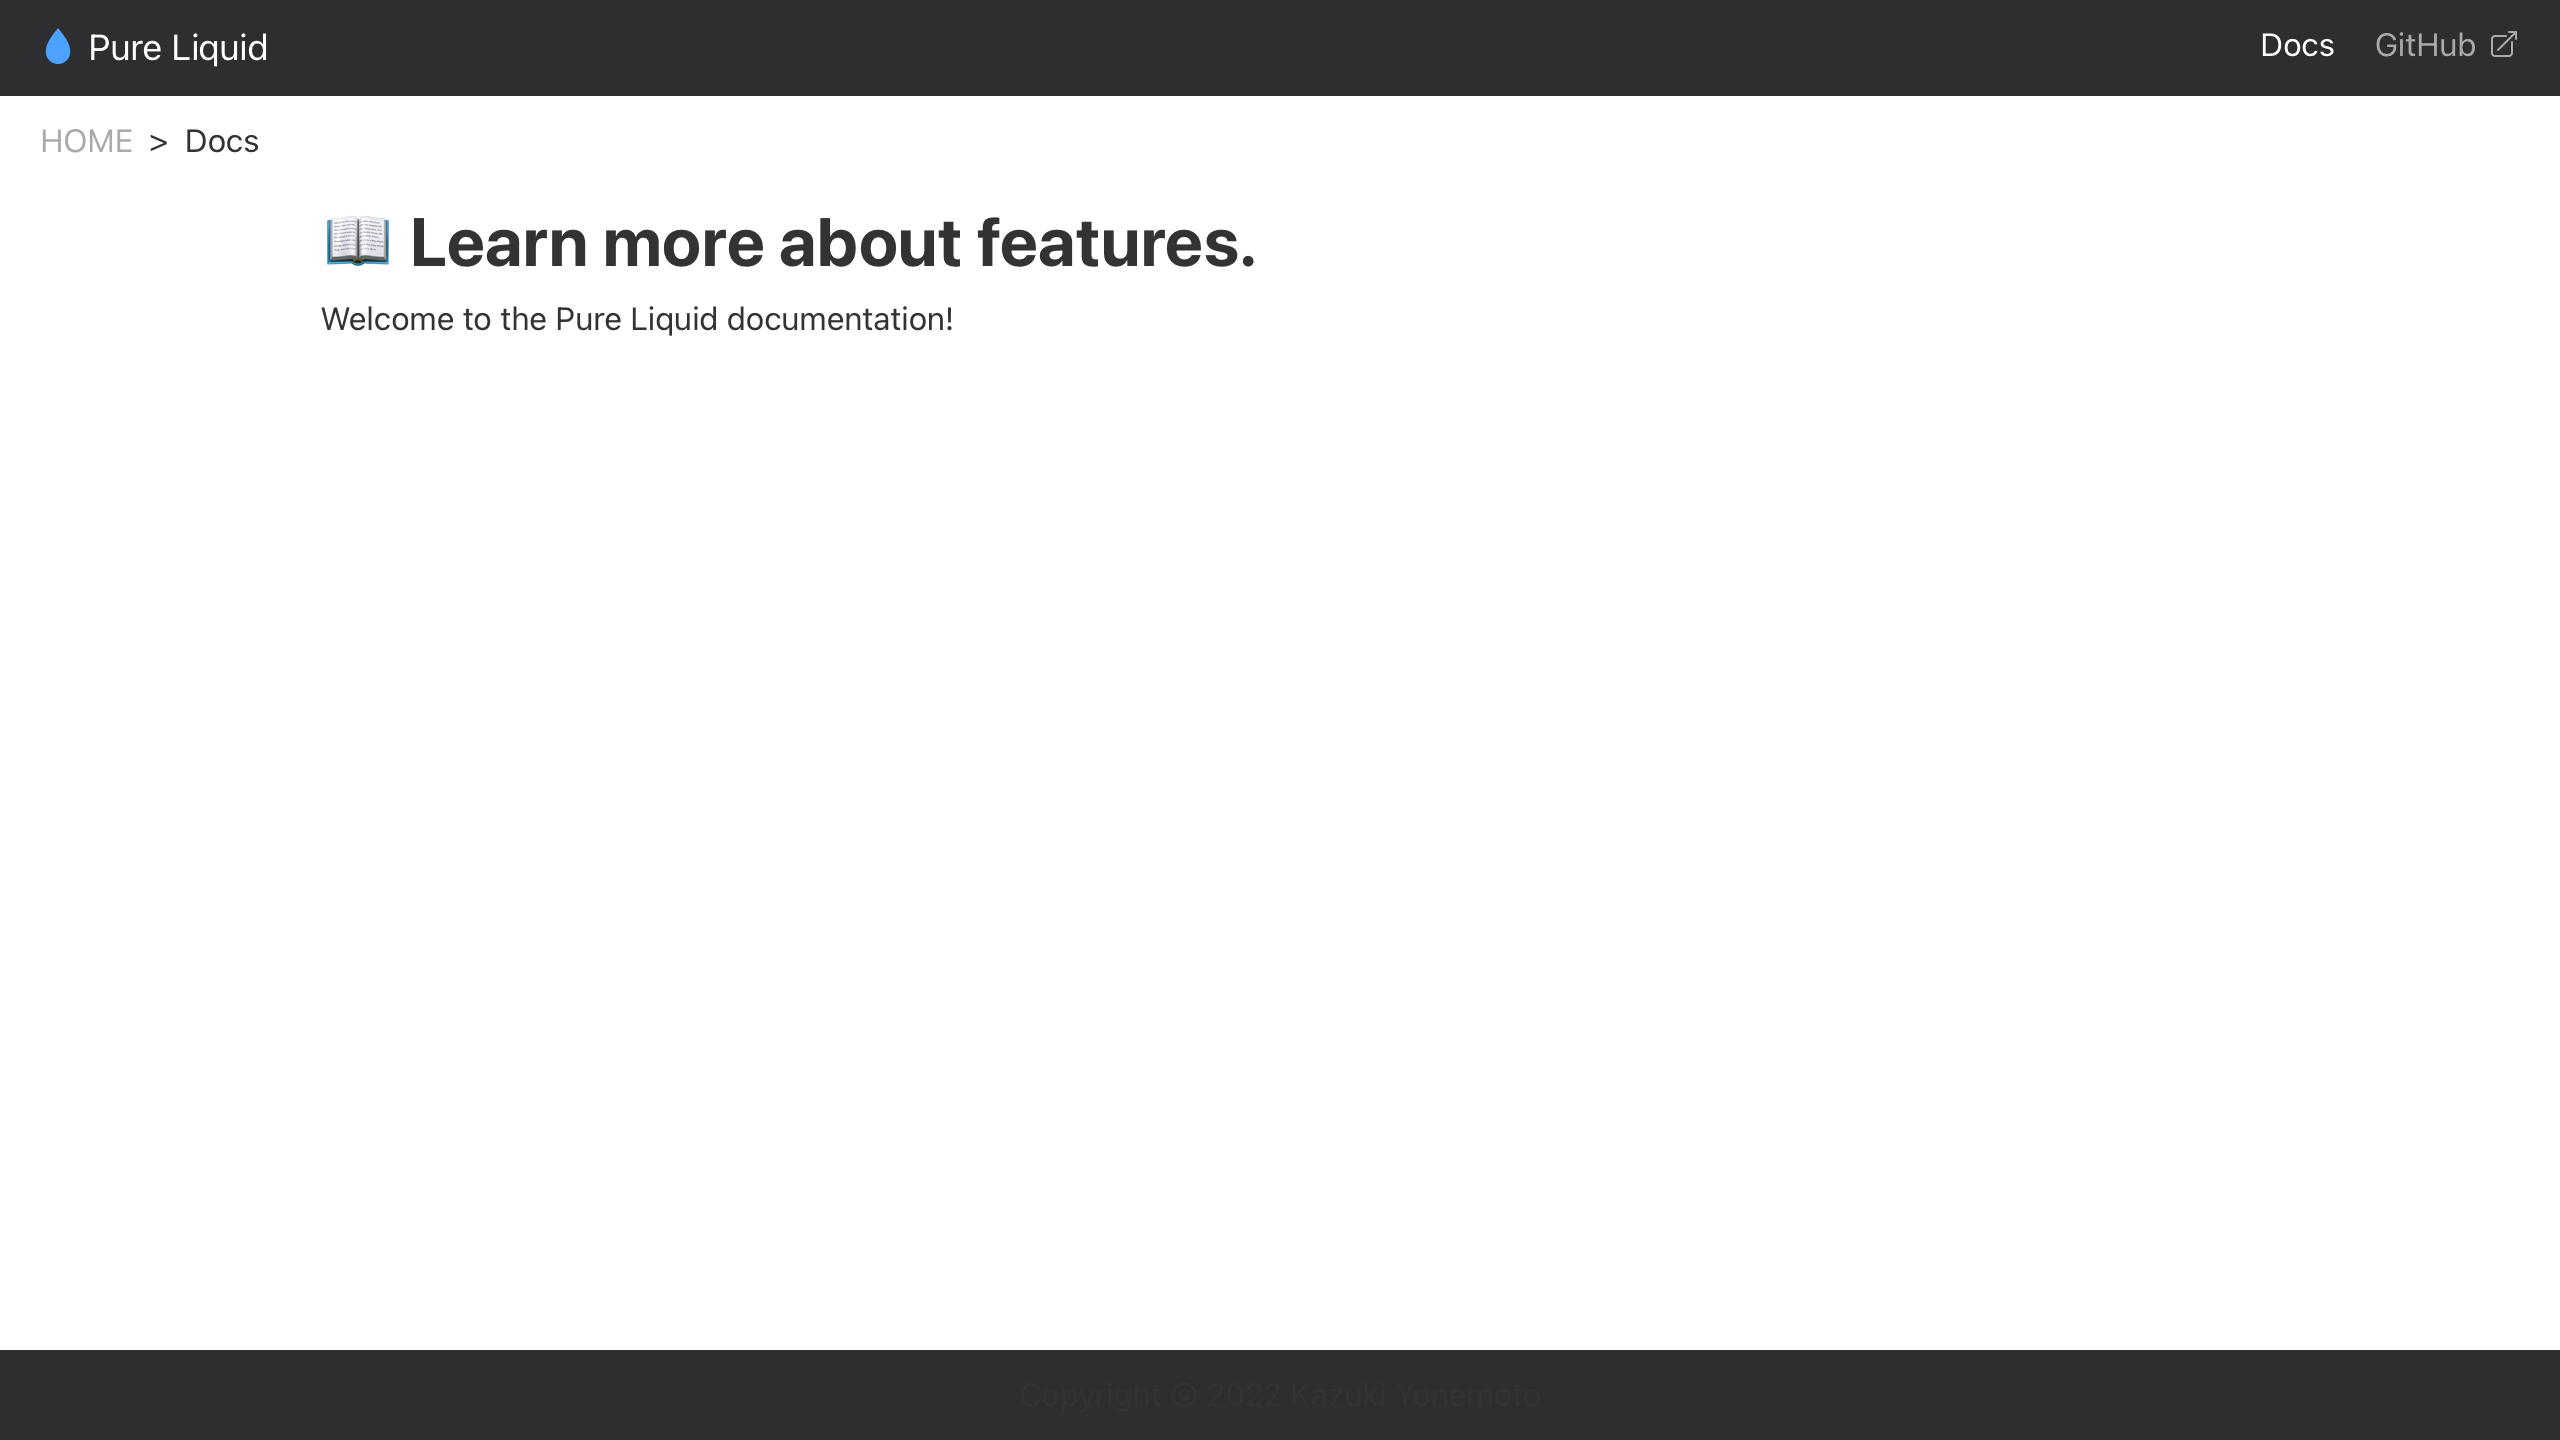 Pure Liquid
Docs GitHub
HOME > Docs
📖 Learn more about features.
Welcome to the Pure Liquid documentation!
Copyright © 2022 Kazuki Yonemoto